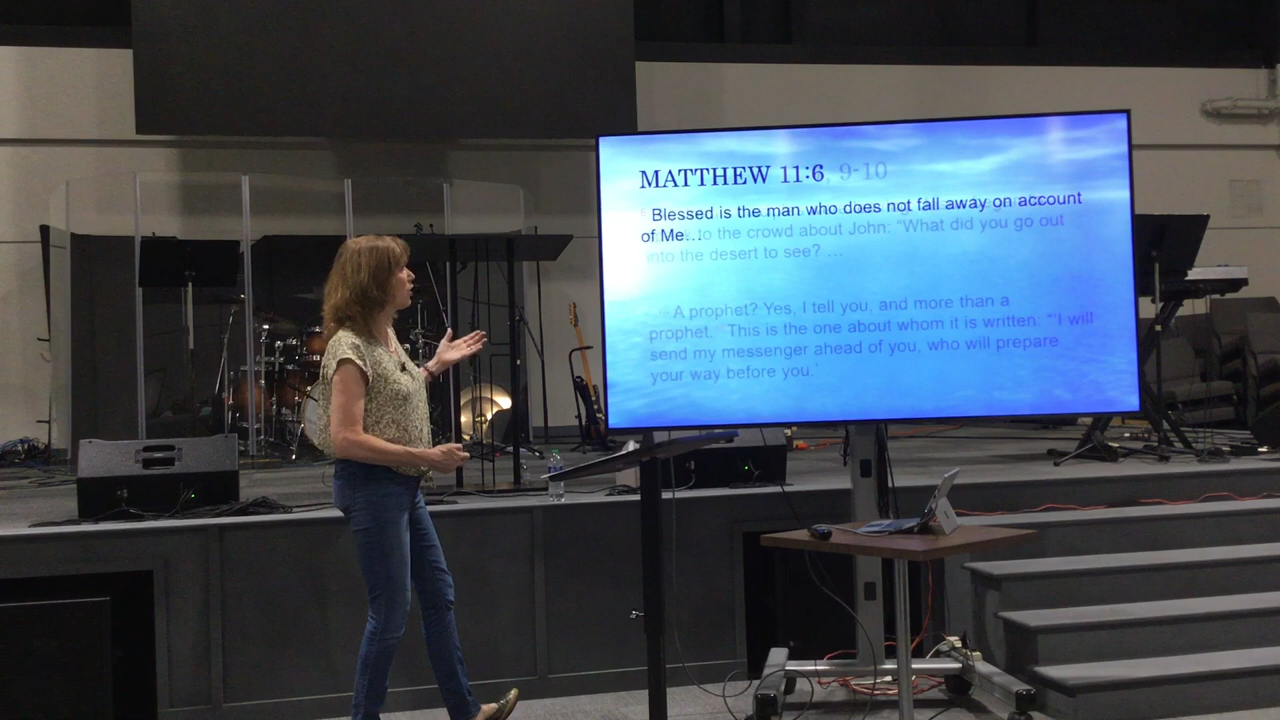 MATTHEW 11:6, 9-10
Blessed is the man who does not fall away on account
of Me… to the crowd about John: “What did you go out
into the desert to see? …
A prophet? Yes, I tell you, and more than a
prophet. “This is the one about whom it is written: “‘I will
send my messenger ahead of you, who will prepare
your way before you.’